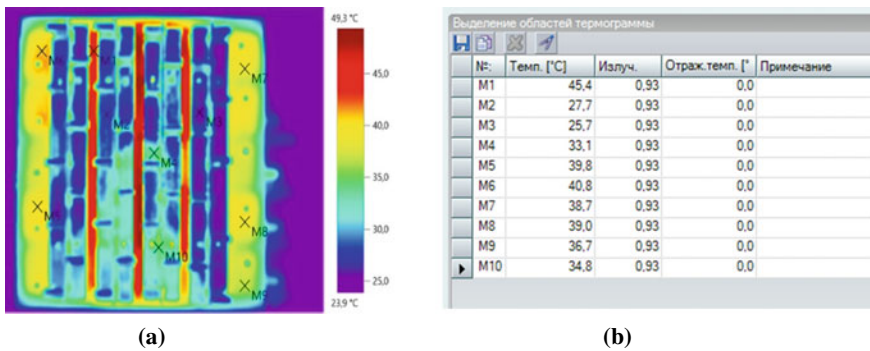 49,3 °C
45,0
40,0
35,0
30,0
25,0
23,9 °C
M6
M1
M7
M2
M3
M4
M5
M8
M10
M9
(a)
Выделение областей термограммы
№: Темп. [°C] Излуч. Отраж.темп. [° Примечание
M1 45,4 0,93 0,0
M2 27,7 0,93 0,0
M3 25,7 0,93 0,0
M4 33,1 0,93 0,0
M5 39,8 0,93 0,0
M6 40,8 0,93 0,0
M7 38,7 0,93 0,0
M8 39,0 0,93 0,0
M9 36,7 0,93 0,0
M10 34,8 0,93 0,0
(b)